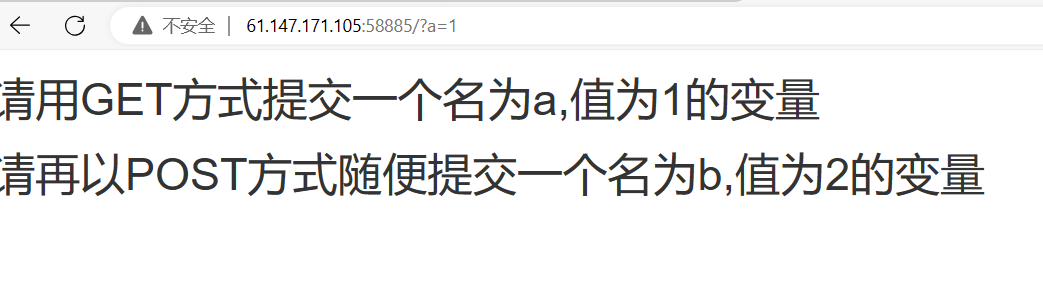 不安全 | 61.147.171.105:58885/?a=1
请用GET方式提交一个名为a,值为1的变量
请再以POST方式随便提交一个名为b,值为2的变量